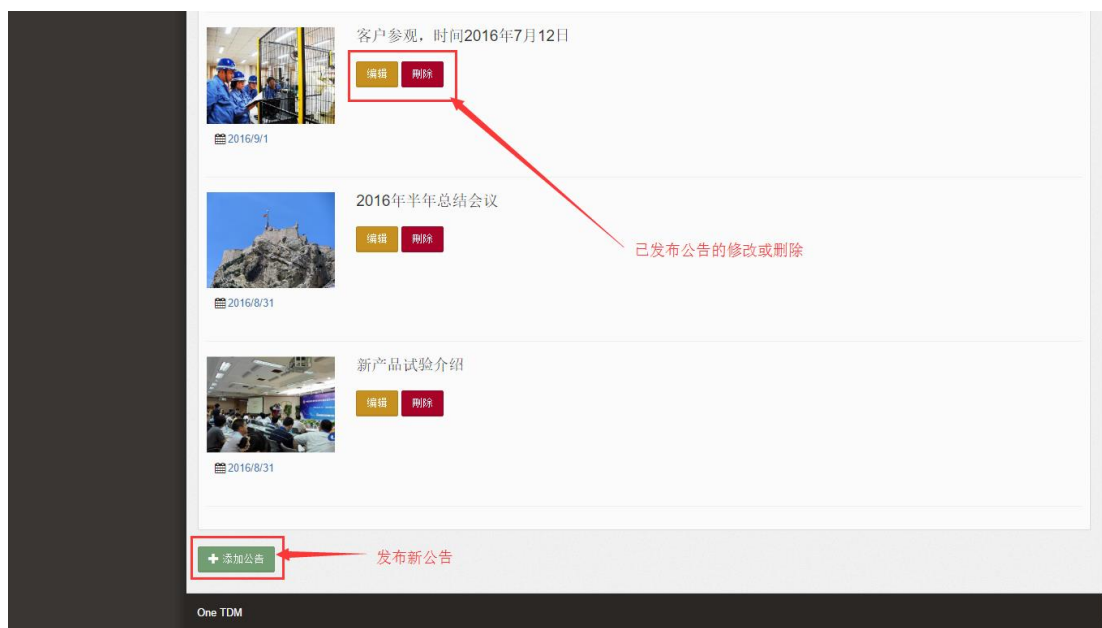 客户参观，时间2016年7月12日
编辑 删除
2016/9/1
2016年半年总结会议
编辑 删除
已发布公告的修改或删除
2016/8/31
新产品试验介绍
编辑 删除
2016/8/31
添加公告
发布新公告
One TDM